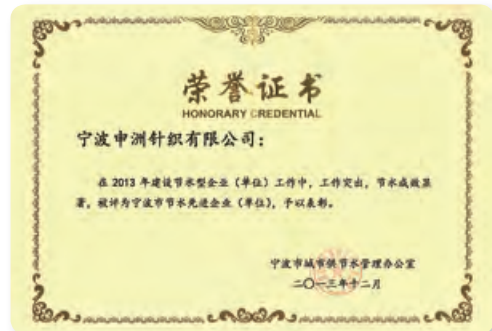 荣誉证书
HONORARY CREDENTIAL
宁波申洲针织有限公司：
在 2013 年建设节水型企业（单位）工作中，工作突出，节水成效显
著，被评为宁波市节水先进企业（单位），予以表彰。
宁波市城市供节水管理办公室
二〇一三年十二月